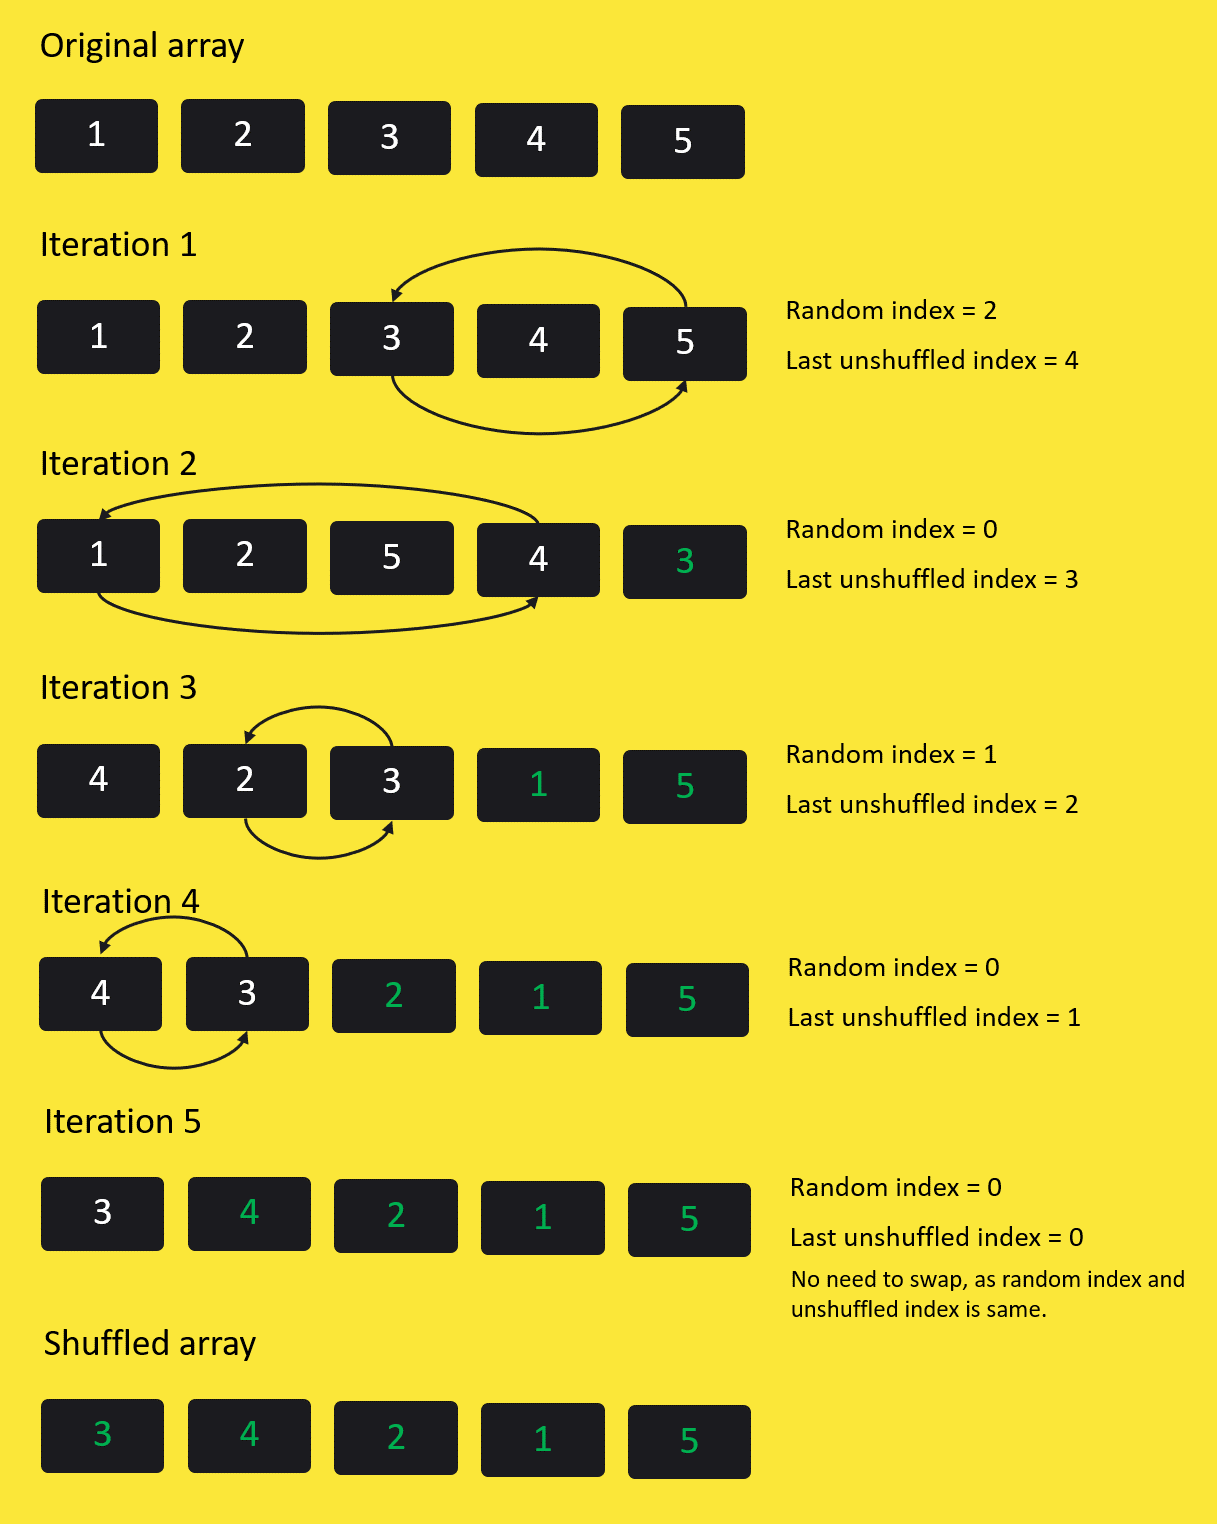 Original array
1 2 3 4 5
Iteration 1
1 2 3 4 5
Random index = 2
Last unshuffled index = 4
Iteration 2
1 2 5 4 3
Random index = 0
Last unshuffled index = 3
Iteration 3
4 2 3 1 5
Random index = 1
Last unshuffled index = 2
Iteration 4
4 3 2 1 5
Random index = 0
Last unshuffled index = 1
Iteration 5
3 4 2 1 5
Random index = 0
Last unshuffled index = 0
No need to swap, as random index and
unshuffled index is same.
Shuffled array
3 4 2 1 5